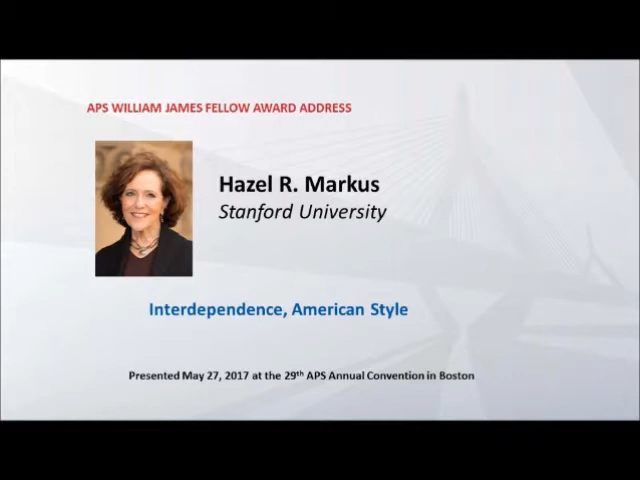 APS WILLIAM JAMES FELLOW AWARD ADDRESS
Hazel R. Markus
Stanford University
Interdependence, American Style
Presented May 27, 2017 at the 29th APS Annual Convention in Boston